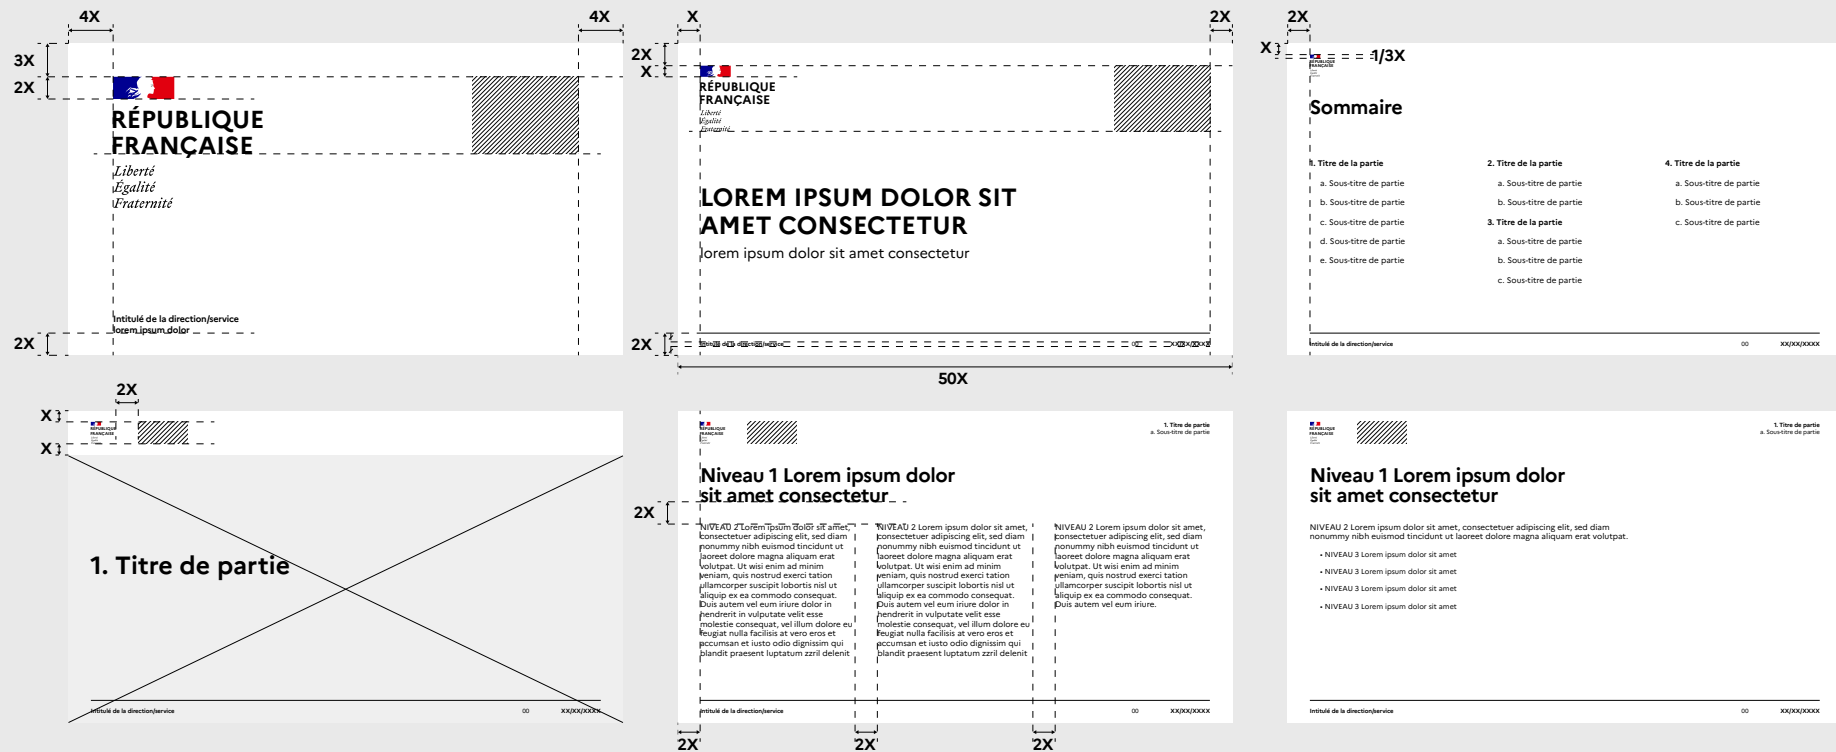 4X
4X
3X
2X
RÉPUBLIQUE
FRANÇAISE
Liberté
Égalité
Fraternité
Intitulé de la direction/service
lorem ipsum dolor
2X
X
2X
2X
X
RÉPUBLIQUE
FRANÇAISE
Liberté
Égalité
Fraternité
LOREM IPSUM DOLOR SIT
AMET CONSECTETUR
lorem ipsum dolor sit amet consectetur
2X
Intitulé de la direction/service
00
XX/XX/XXXX
50X
2X
X
1/3X
RÉPUBLIQUE
FRANÇAISE
Sommaire
1. Titre de la partie
a. Sous-titre de partie
b. Sous-titre de partie
c. Sous-titre de partie
d. Sous-titre de partie
e. Sous-titre de partie
2. Titre de la partie
a. Sous-titre de partie
b. Sous-titre de partie
3. Titre de la partie
a. Sous-titre de partie
b. Sous-titre de partie
c. Sous-titre de partie
4. Titre de la partie
a. Sous-titre de partie
b. Sous-titre de partie
c. Sous-titre de partie
Intitulé de la direction/service
00
XX/XX/XXXX
2X
X
X
RÉPUBLIQUE
FRANÇAISE
1. Titre de partie
Intitulé de la direction/service
00
XX/XX/XXXX
RÉPUBLIQUE
FRANÇAISE
1. Titre de partie
a. Sous-titre de partie
Niveau 1 Lorem ipsum dolor
sit amet consectetur
2X
NIVEAU 2 Lorem ipsum dolor sit amet,
consectetuer adipiscing elit, sed diam
nonummy nibh euismod tincidunt ut
laoreet dolore magna aliquam erat
volutpat. Ut wisi enim ad minim
veniam, quis nostrud exerci tation
ullamcorper suscipit lobortis nisl ut
aliquip ex ea commodo consequat.
Duis autem vel eum iriure dolor in
hendrerit in vulputate velit esse
molestie consequat, vel illum dolore eu
feugiat nulla facilisis at vero eros et
accumsan et iusto odio dignissim qui
blandit praesent luptatum zzril delenit
NIVEAU 2 Lorem ipsum dolor sit amet,
consectetuer adipiscing elit, sed diam
nonummy nibh euismod tincidunt ut
laoreet dolore magna aliquam erat
volutpat. Ut wisi enim ad minim
veniam, quis nostrud exerci tation
ullamcorper suscipit lobortis nisl ut
aliquip ex ea commodo consequat.
Duis autem vel eum iriure dolor in
hendrerit in vulputate velit esse
molestie consequat, vel illum dolore eu
feugiat nulla facilisis at vero eros et
accumsan et iusto odio dignissim qui
blandit praesent luptatum zzril delenit
NIVEAU 2 Lorem ipsum dolor sit amet,
consectetuer adipiscing elit, sed diam
nonummy nibh euismod tincidunt ut
laoreet dolore magna aliquam erat
volutpat. Ut wisi enim ad minim
veniam, quis nostrud exerci tation
ullamcorper suscipit lobortis nisl ut
aliquip ex ea commodo consequat.
Duis autem vel eum iriure.
Intitulé de la direction/service
00
XX/XX/XXXX
2X
2X
2X
RÉPUBLIQUE
FRANÇAISE
1. Titre de partie
a. Sous-titre de partie
Niveau 1 Lorem ipsum dolor
sit amet consectetur
NIVEAU 2 Lorem ipsum dolor sit amet, consectetuer adipiscing elit, sed diam
nonummy nibh euismod tincidunt ut laoreet dolore magna aliquam erat volutpat.
• NIVEAU 3 Lorem ipsum dolor sit amet
• NIVEAU 3 Lorem ipsum dolor sit amet
• NIVEAU 3 Lorem ipsum dolor sit amet
• NIVEAU 3 Lorem ipsum dolor sit amet
Intitulé de la direction/service
00
XX/XX/XXXX